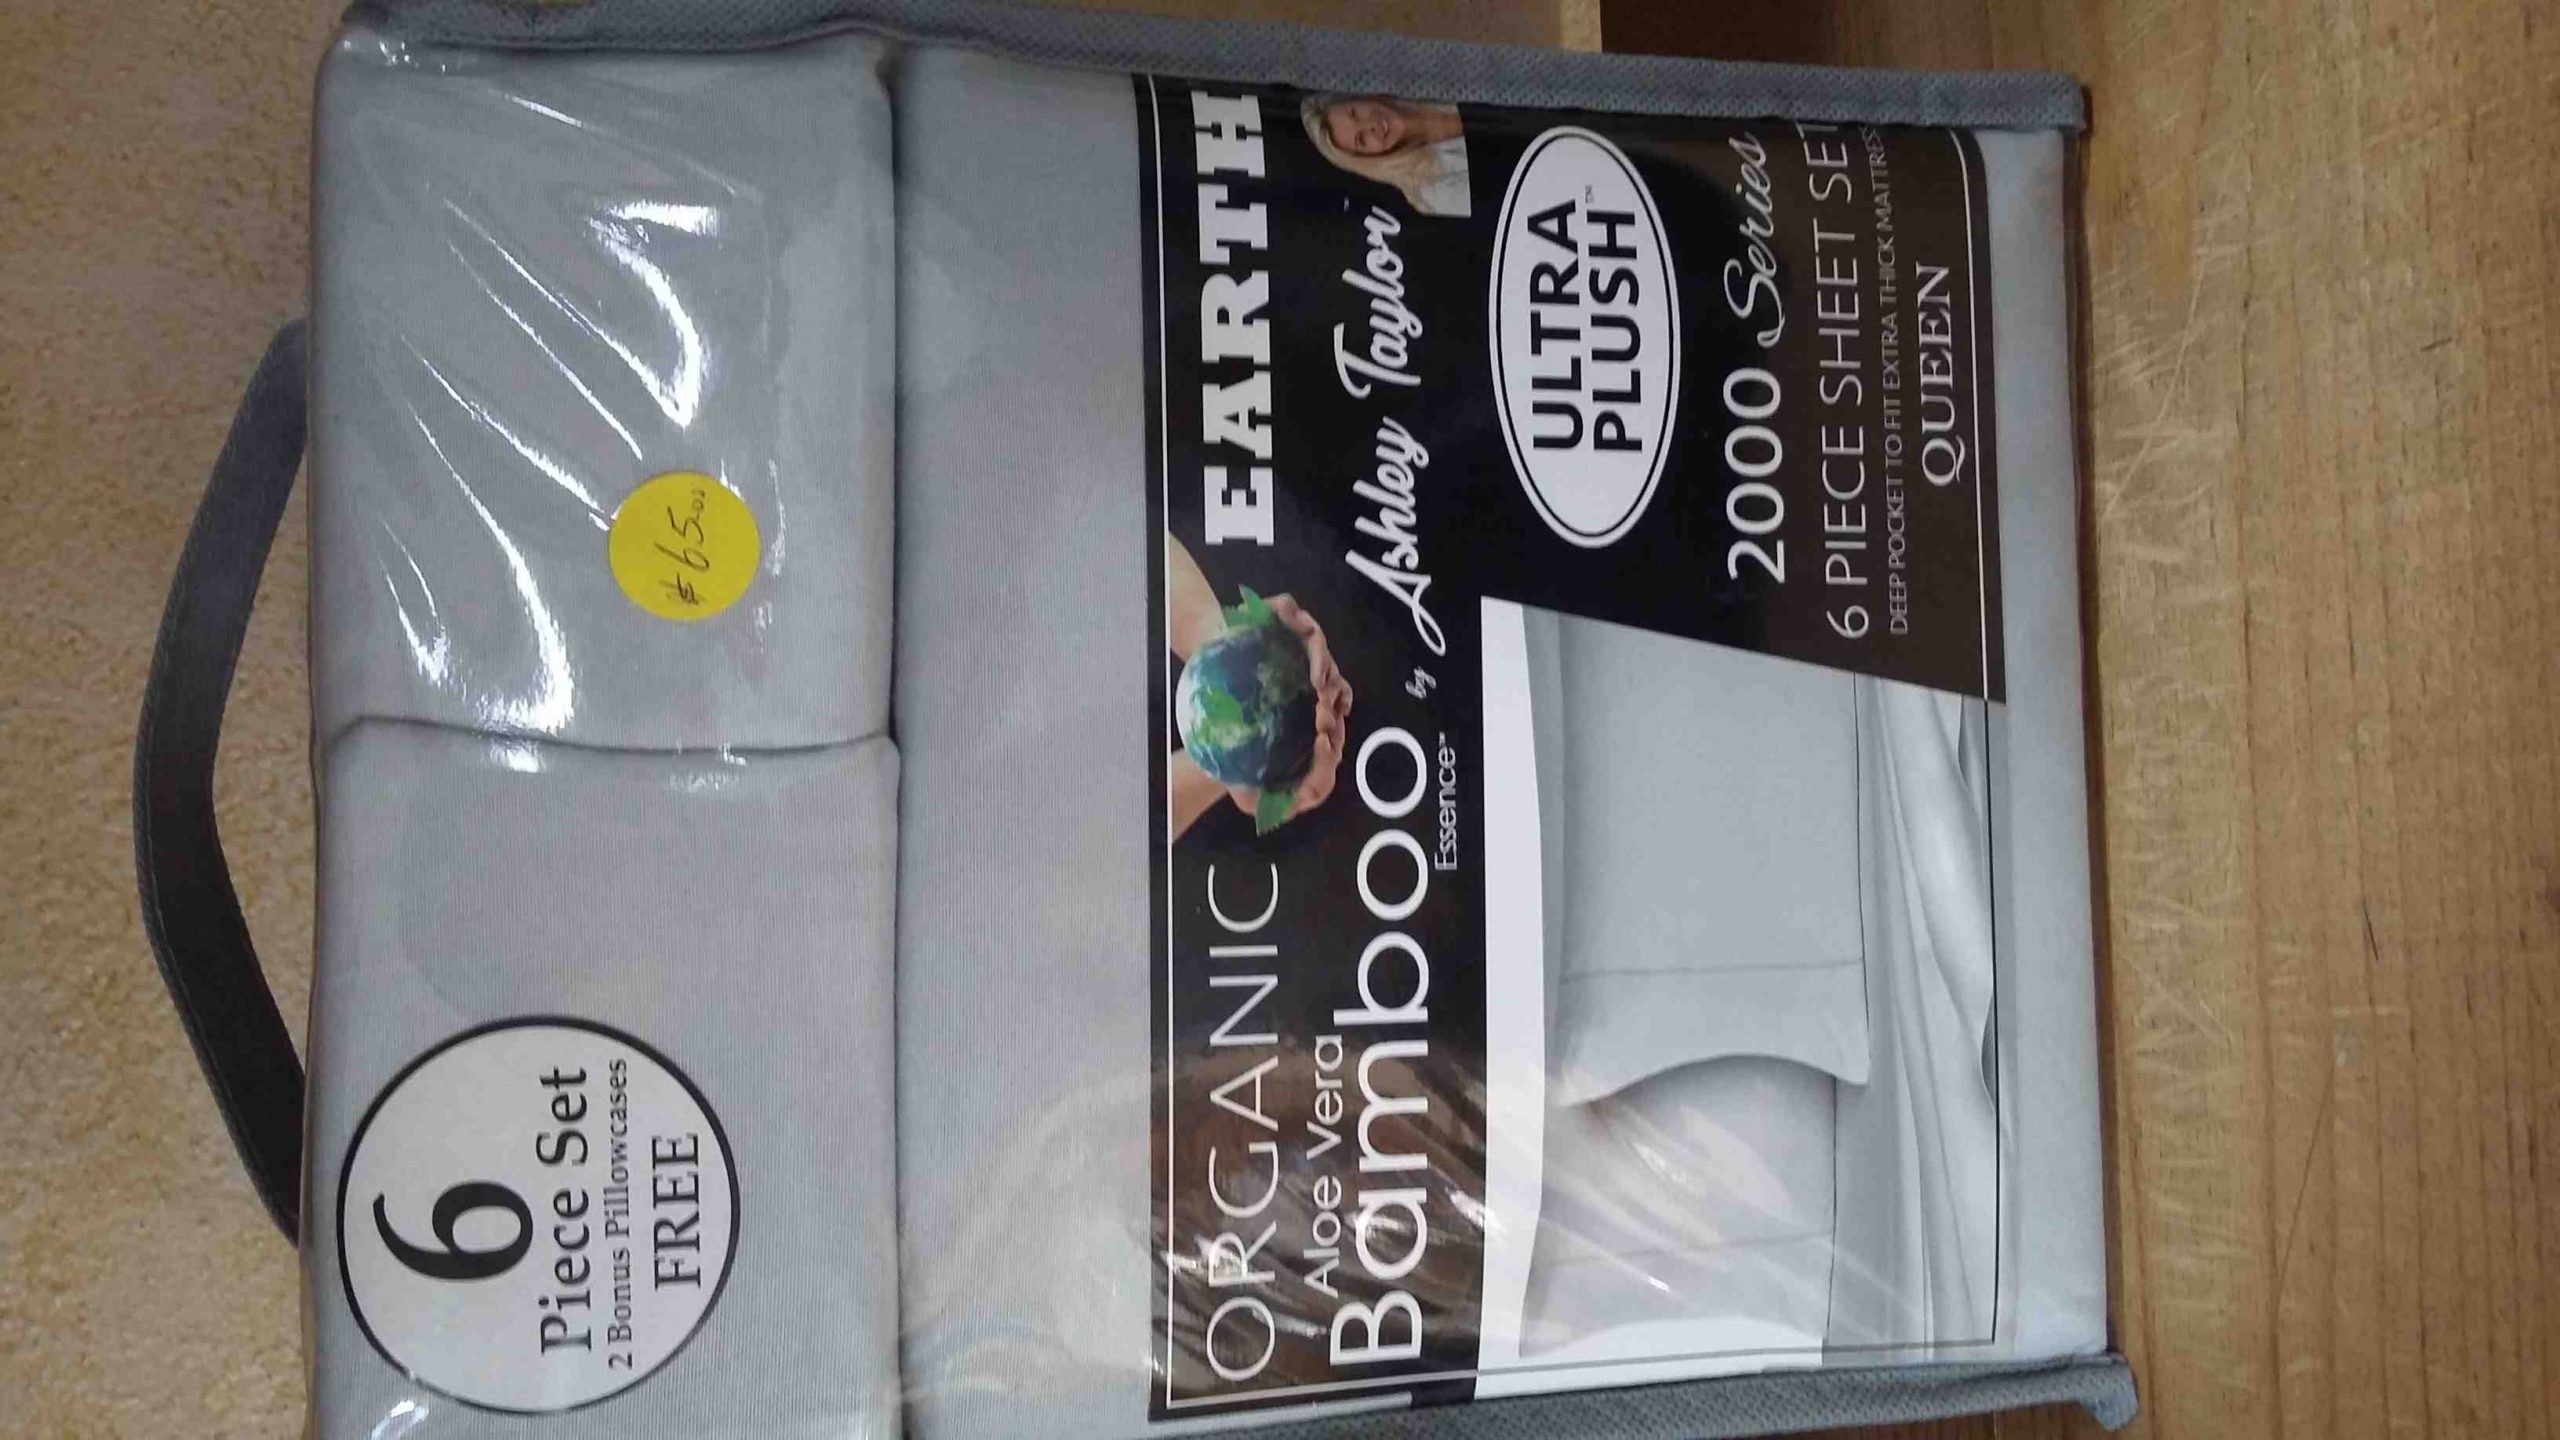 6
Piece Set
2 Bonus Pillowcases
FREE
$65.00
ORGANIC EARTH
Aloe Vera
Bamboo by Ashley Taylor
Essence™
ULTRA
PLUSH™
2000 Series
6 PIECE SHEET SET
DEEP POCKET TO FIT EXTRA THICK MATTRESS
QUEEN